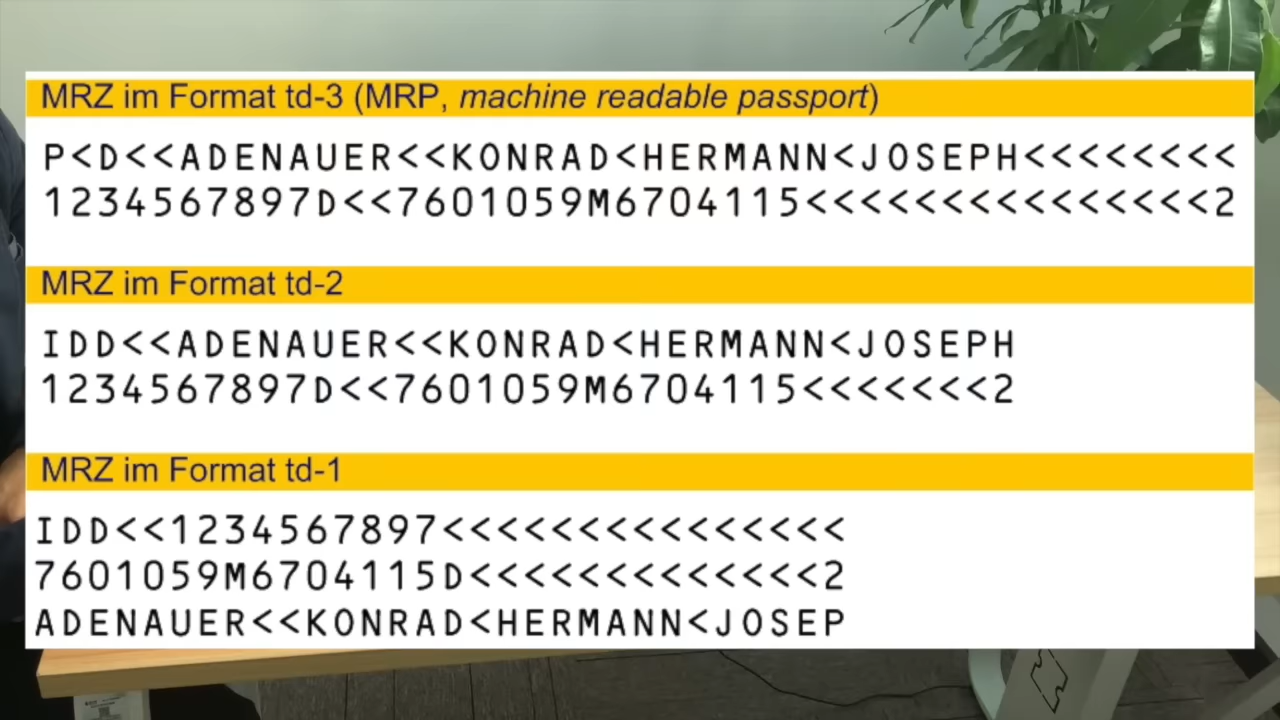 MRZ im Format td-3 (MRP, machine readable passport)
P<D<<ADENAUER<<KONRAD<HERMANN<JOSEPH<<<<<<<<
1234567897D<<7601059M6704115<<<<<<<<<<<<<<<2
MRZ im Format td-2
IDD<<ADENAUER<<KONRAD<HERMANN<JOSEPH
1234567897D<<7601059M6704115<<<<<<<2
MRZ im Format td-1
IDD<<1234567897<<<<<<<<<<<<<<<
7601059M6704115D<<<<<<<<<<<<<2
ADENAUER<<KONRAD<HERMANN<JOSEP